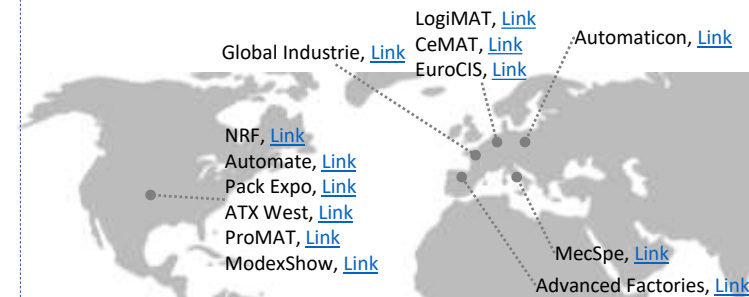 LogiMAT, Link
CeMAT, Link
EuroCIS, Link
Automaticon, Link
Global Industrie, Link
NRF, Link
Automate, Link
Pack Expo, Link
ATX West, Link
ProMAT, Link
ModexShow, Link
MecSpe, Link
Advanced Factories, Link